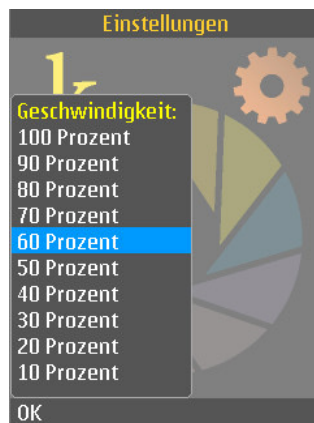 Einstellungen
k
Geschwindigkeit:
100 Prozent
90 Prozent
80 Prozent
70 Prozent
60 Prozent
50 Prozent
40 Prozent
30 Prozent
20 Prozent
10 Prozent
OK